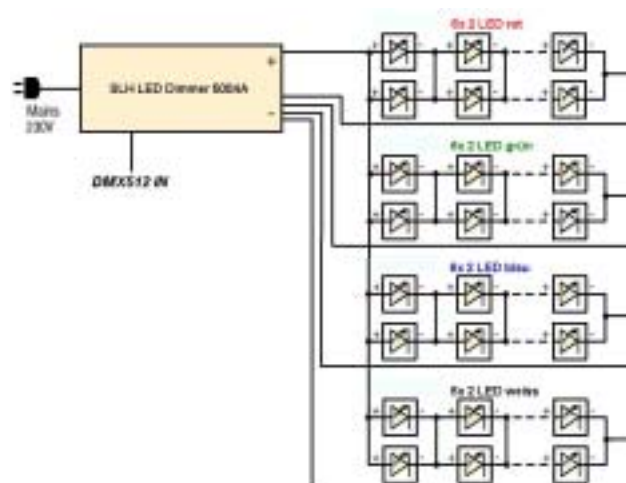 6x 2 LED rot
SLH LED Dimmer 6004A
+
-
Mains
230V
DMX512 IN
6x 2 LED grün
6x 2 LED blau
6x 2 LED weiss